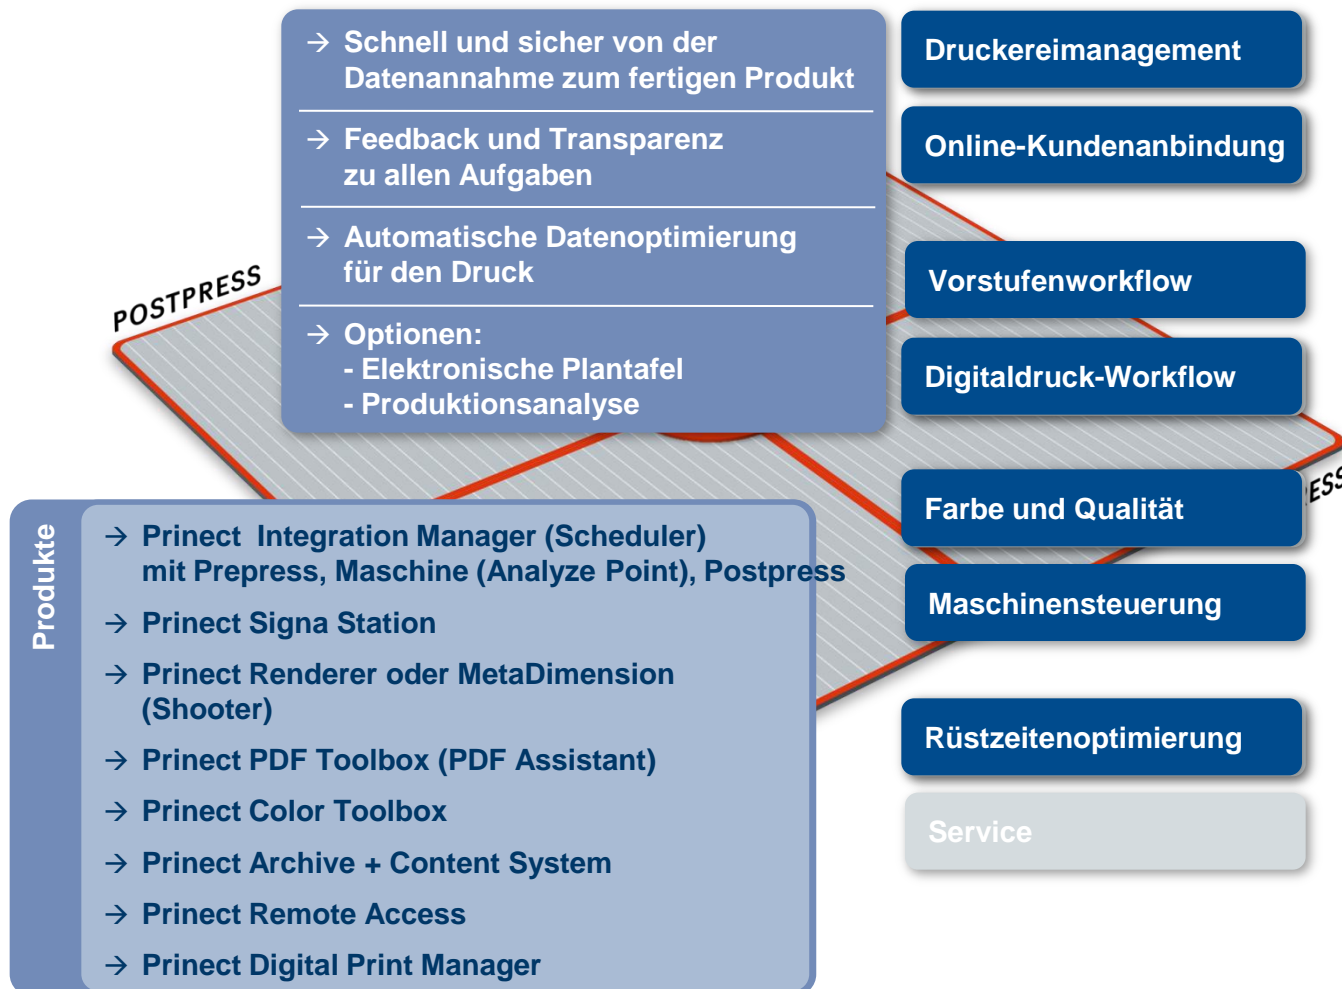 → Schnell und sicher von der
Datenannahme zum fertigen Produkt
→ Feedback und Transparenz
zu allen Aufgaben
→ Automatische Datenoptimierung
für den Druck
→ Optionen:
- Elektronische Plantafel
- Produktionsanalyse
Druckereimanagement
Online-Kundenanbindung
Vorstufenworkflow
Digitaldruck-Workflow
Farbe und Qualität
Maschinensteuerung
Rüstzeitenoptimierung
Service
POSTPRESS
Produkte
→ Prinect Integration Manager (Scheduler)
mit Prepress, Maschine (Analyze Point), Postpress
→ Prinect Signa Station
→ Prinect Renderer oder MetaDimension
(Shooter)
→ Prinect PDF Toolbox (PDF Assistant)
→ Prinect Color Toolbox
→ Prinect Archive + Content System
→ Prinect Remote Access
→ Prinect Digital Print Manager